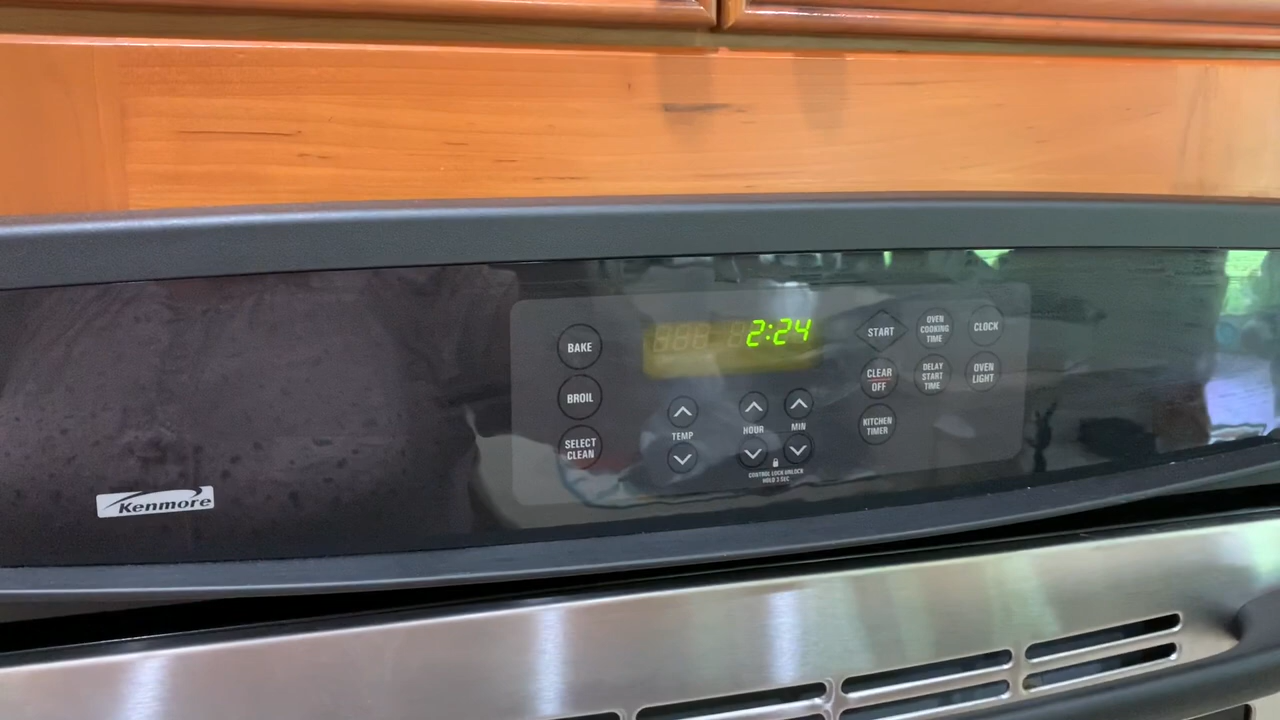 BAKE
BROIL
SELECT
CLEAN
2:24
TEMP
HOUR
MIN
CONTROL LOCK/UNLOCK
HOLD 3 SEC
START
CLEAR
OFF
KITCHEN
TIMER
OVEN
COOKING
TIME
DELAY
START
TIME
CLOCK
OVEN
LIGHT
Kenmore